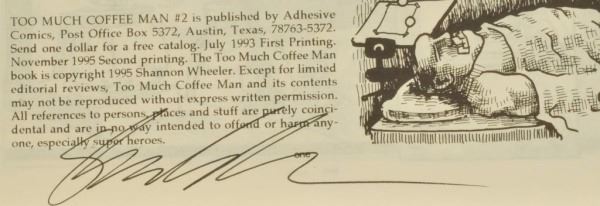 TOO MUCH COFFEE MAN #2 is published by Adhesive
Comics, Post Office Box 5372, Austin, Texas, 78763-5372.
Send one dollar for a free catalog. July 1993 First Printing.
November 1995 Second printing. The Too Much Coffee Man
book is copyright 1995 Shannon Wheeler. Except for limited
editorial reviews, Too Much Coffee Man and its contents
may not be reproduced without express written permission.
All references to persons, places and stuff are purely coinci-
dental and are in no way intended to offend or harm any-
one, especially super heroes.
one